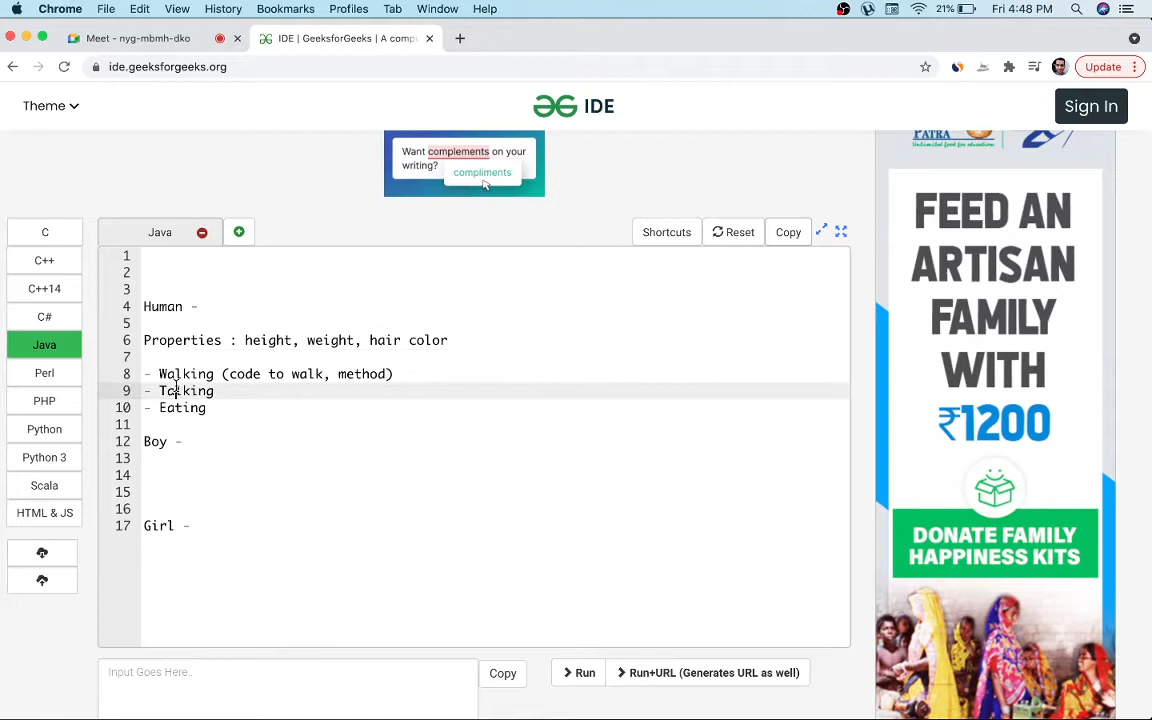 Chrome File Edit View History Bookmarks Profiles Tab Window Help 21% Fri 4:48 PM
Meet - nyg-mbmh-dko IDE | GeeksforGeeks | A comp
ide.geeksforgeeks.org Update
Theme IDE Sign In
Want complements on your
writing?
compliments
PATRA
Unlimited food for education
Java Shortcuts Reset Copy
C
C++
C++14
C#
Java
Perl
PHP
Python
Python 3
Scala
HTML & JS
1
2
3
4 Human -
5
6 Properties : height, weight, hair color
7
8 - Walking (code to walk, method)
9 - Talking
10 - Eating
11
12 Boy -
13
14
15
16
17 Girl -
Input Goes Here.. Copy Run Run+URL (Generates URL as well)
FEED AN
ARTISAN
FAMILY
WITH
₹1200
DONATE FAMILY
HAPPINESS KITS